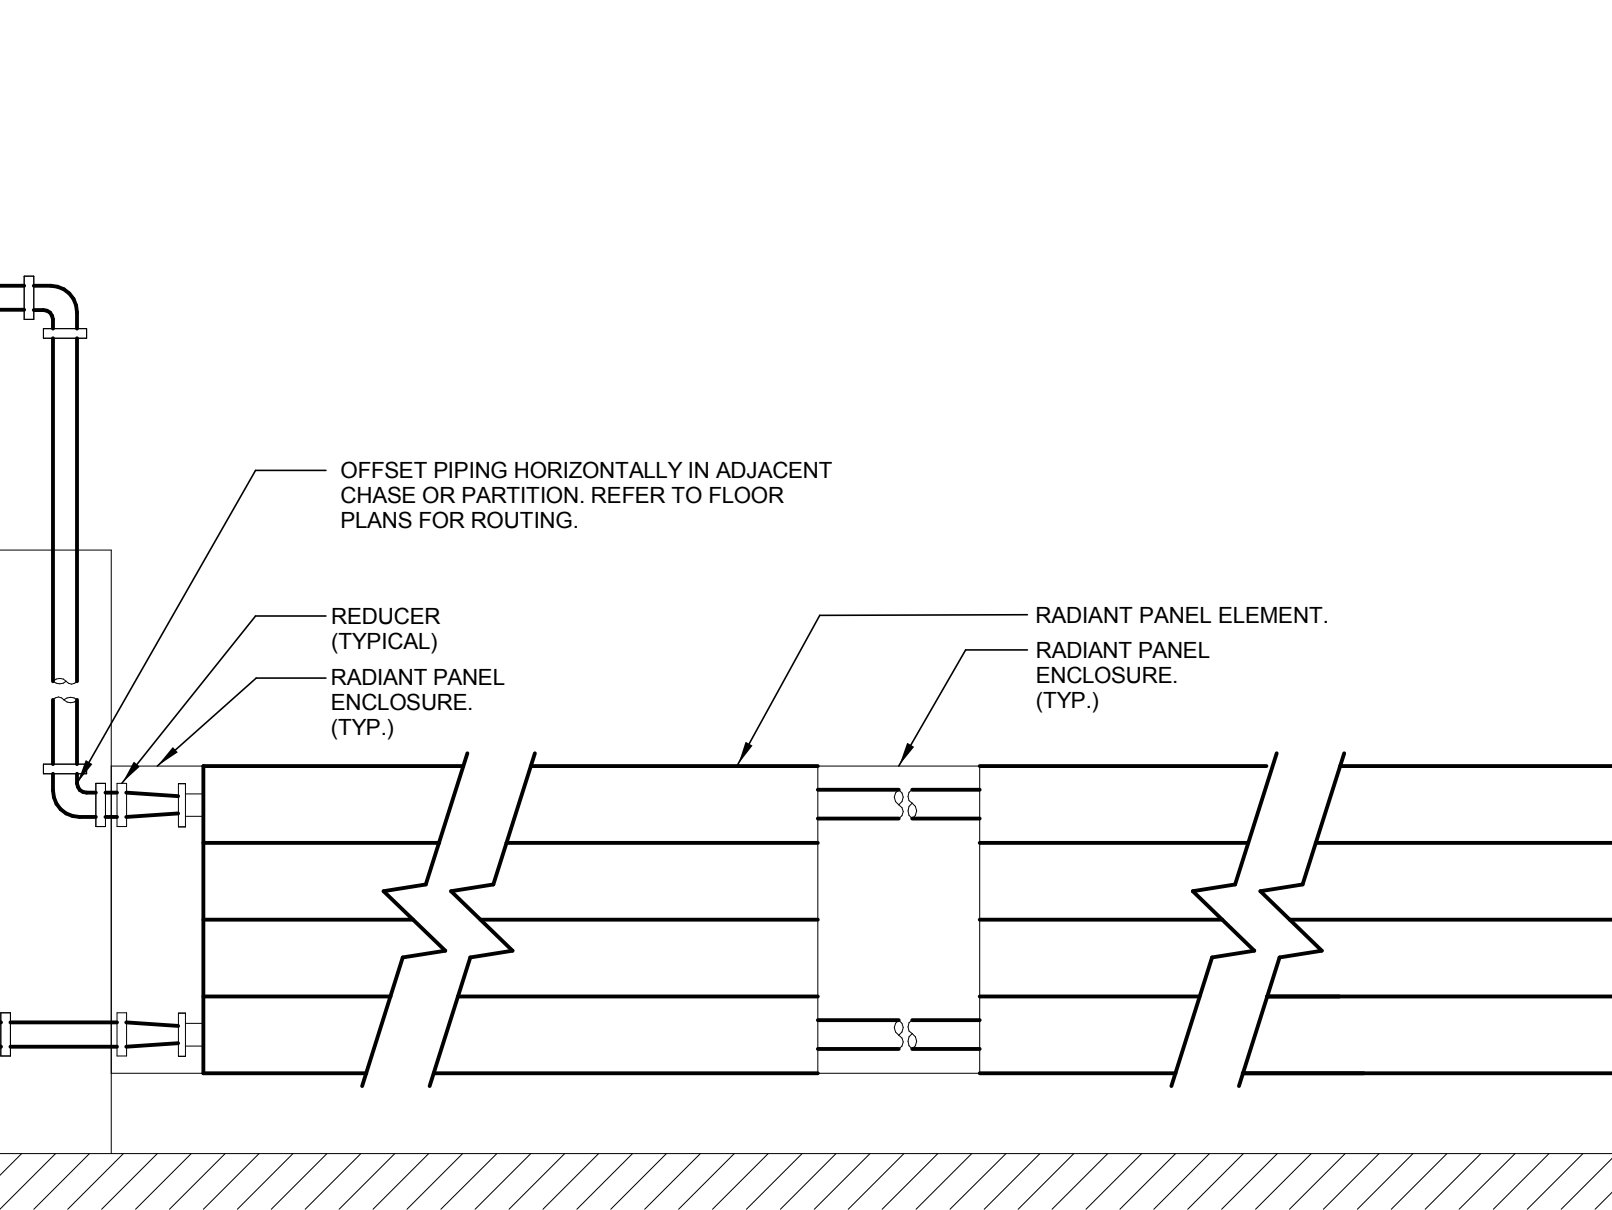 OFFSET PIPING HORIZONTALLY IN ADJACENT
CHASE OR PARTITION. REFER TO FLOOR
PLANS FOR ROUTING.
REDUCER
(TYPICAL)
RADIANT PANEL
ENCLOSURE.
(TYP.)
RADIANT PANEL ELEMENT.
RADIANT PANEL
ENCLOSURE.
(TYP.)